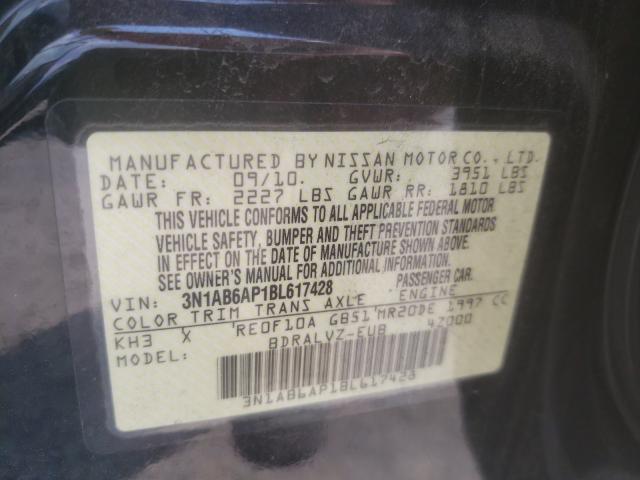 MANUFACTURED BY NISSAN MOTOR CO., LTD.
DATE: 09/10. GVWR: 3951 LBS
GAWR FR: 2227 LBS GAWR RR: 1810 LBS
THIS VEHICLE CONFORMS TO ALL APPLICABLE FEDERAL MOTOR
VEHICLE SAFETY, BUMPER AND THEFT PREVENTION STANDARDS
IN EFFECT ON THE DATE OF MANUFACTURE SHOWN ABOVE.
SEE OWNER'S MANUAL FOR ADDITIONAL INFORMATION.
VIN: 3N1AB6AP1BL617428 PASSENGER CAR.
COLOR TRIM TRANS AXLE ENGINE
KH3 X 'RE0F10A GB51'MR20DE 1997 CC
MODEL: BDRALVZ-EUB 42000
3N1AB6AP1BL617428